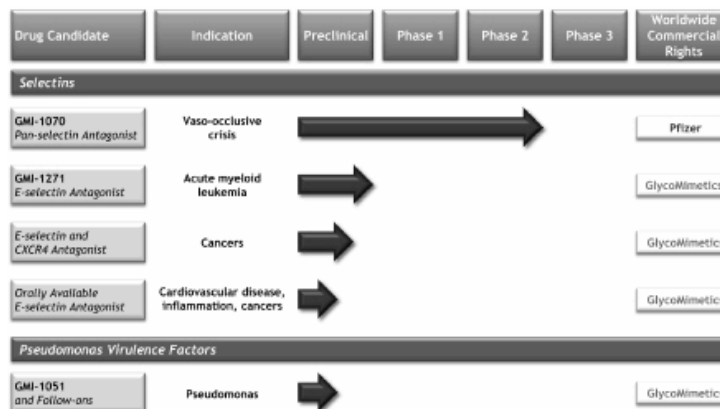 Drug Candidate
Indication
Preclinical
Phase 1
Phase 2
Phase 3
Worldwide
Commercial
Rights
Selectins
GMI-1070
Pan-selectin Antagonist
Vaso-occlusive
crisis
Pfizer
GMI-1271
E-selectin Antagonist
Acute myeloid
leukemia
GlycoMimetics
E-selectin and
CXCR4 Antagonist
Cancers
GlycoMimetics
Orally Available
E-selectin Antagonist
Cardiovascular disease,
inflammation, cancers
GlycoMimetics
Pseudomonas Virulence Factors
GMI-1051
and Follow-ons
Pseudomonas
GlycoMimetics